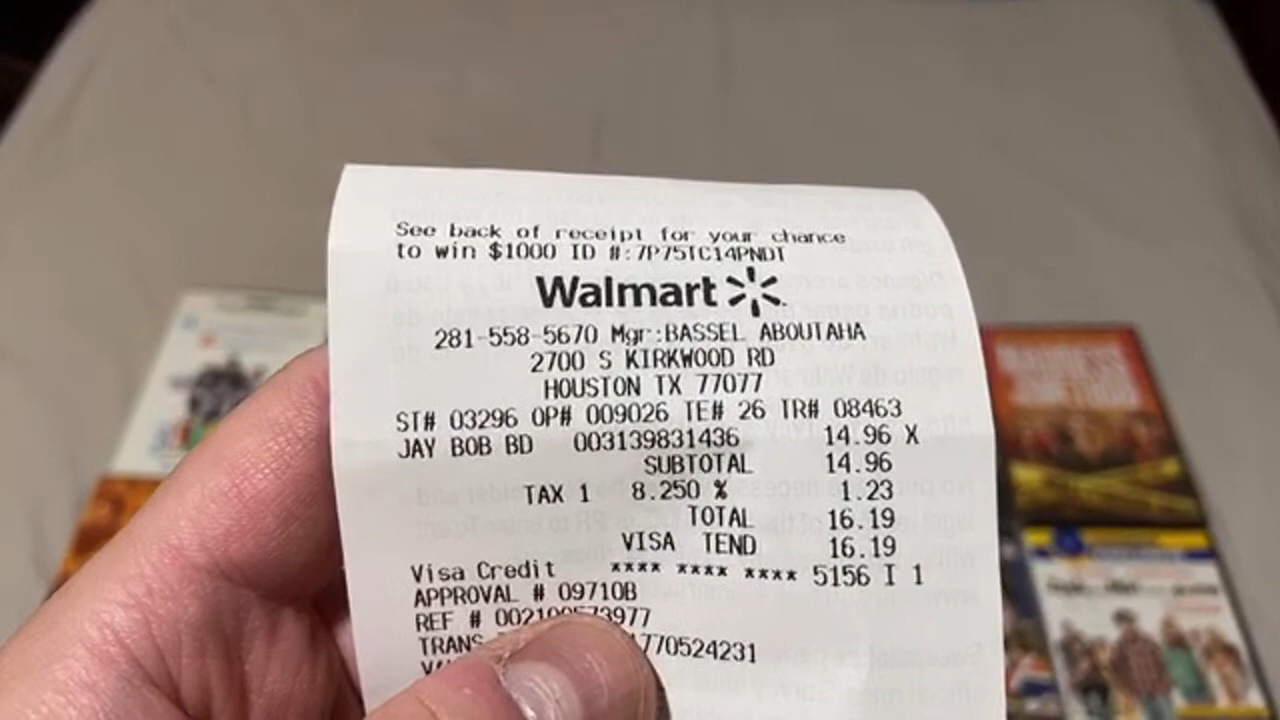 See back of receipt for your chance
to win $1000 ID #:7P75TC14PNDT
Walmart
281-558-5670 Mgr:BASSEL ABOUTAHA
2700 S KIRKWOOD RD
HOUSTON TX 77077
ST# 03296 OP# 009026 TE# 26 TR# 08463
JAY BOB BD 003139831436 14.96 X
SUBTOTAL 14.96
TAX 1 8.250 % 1.23
TOTAL 16.19
VISA TEND 16.19
Visa Credit **** **** **** 5156 I 1
APPROVAL # 09710B
REF #
TRANS